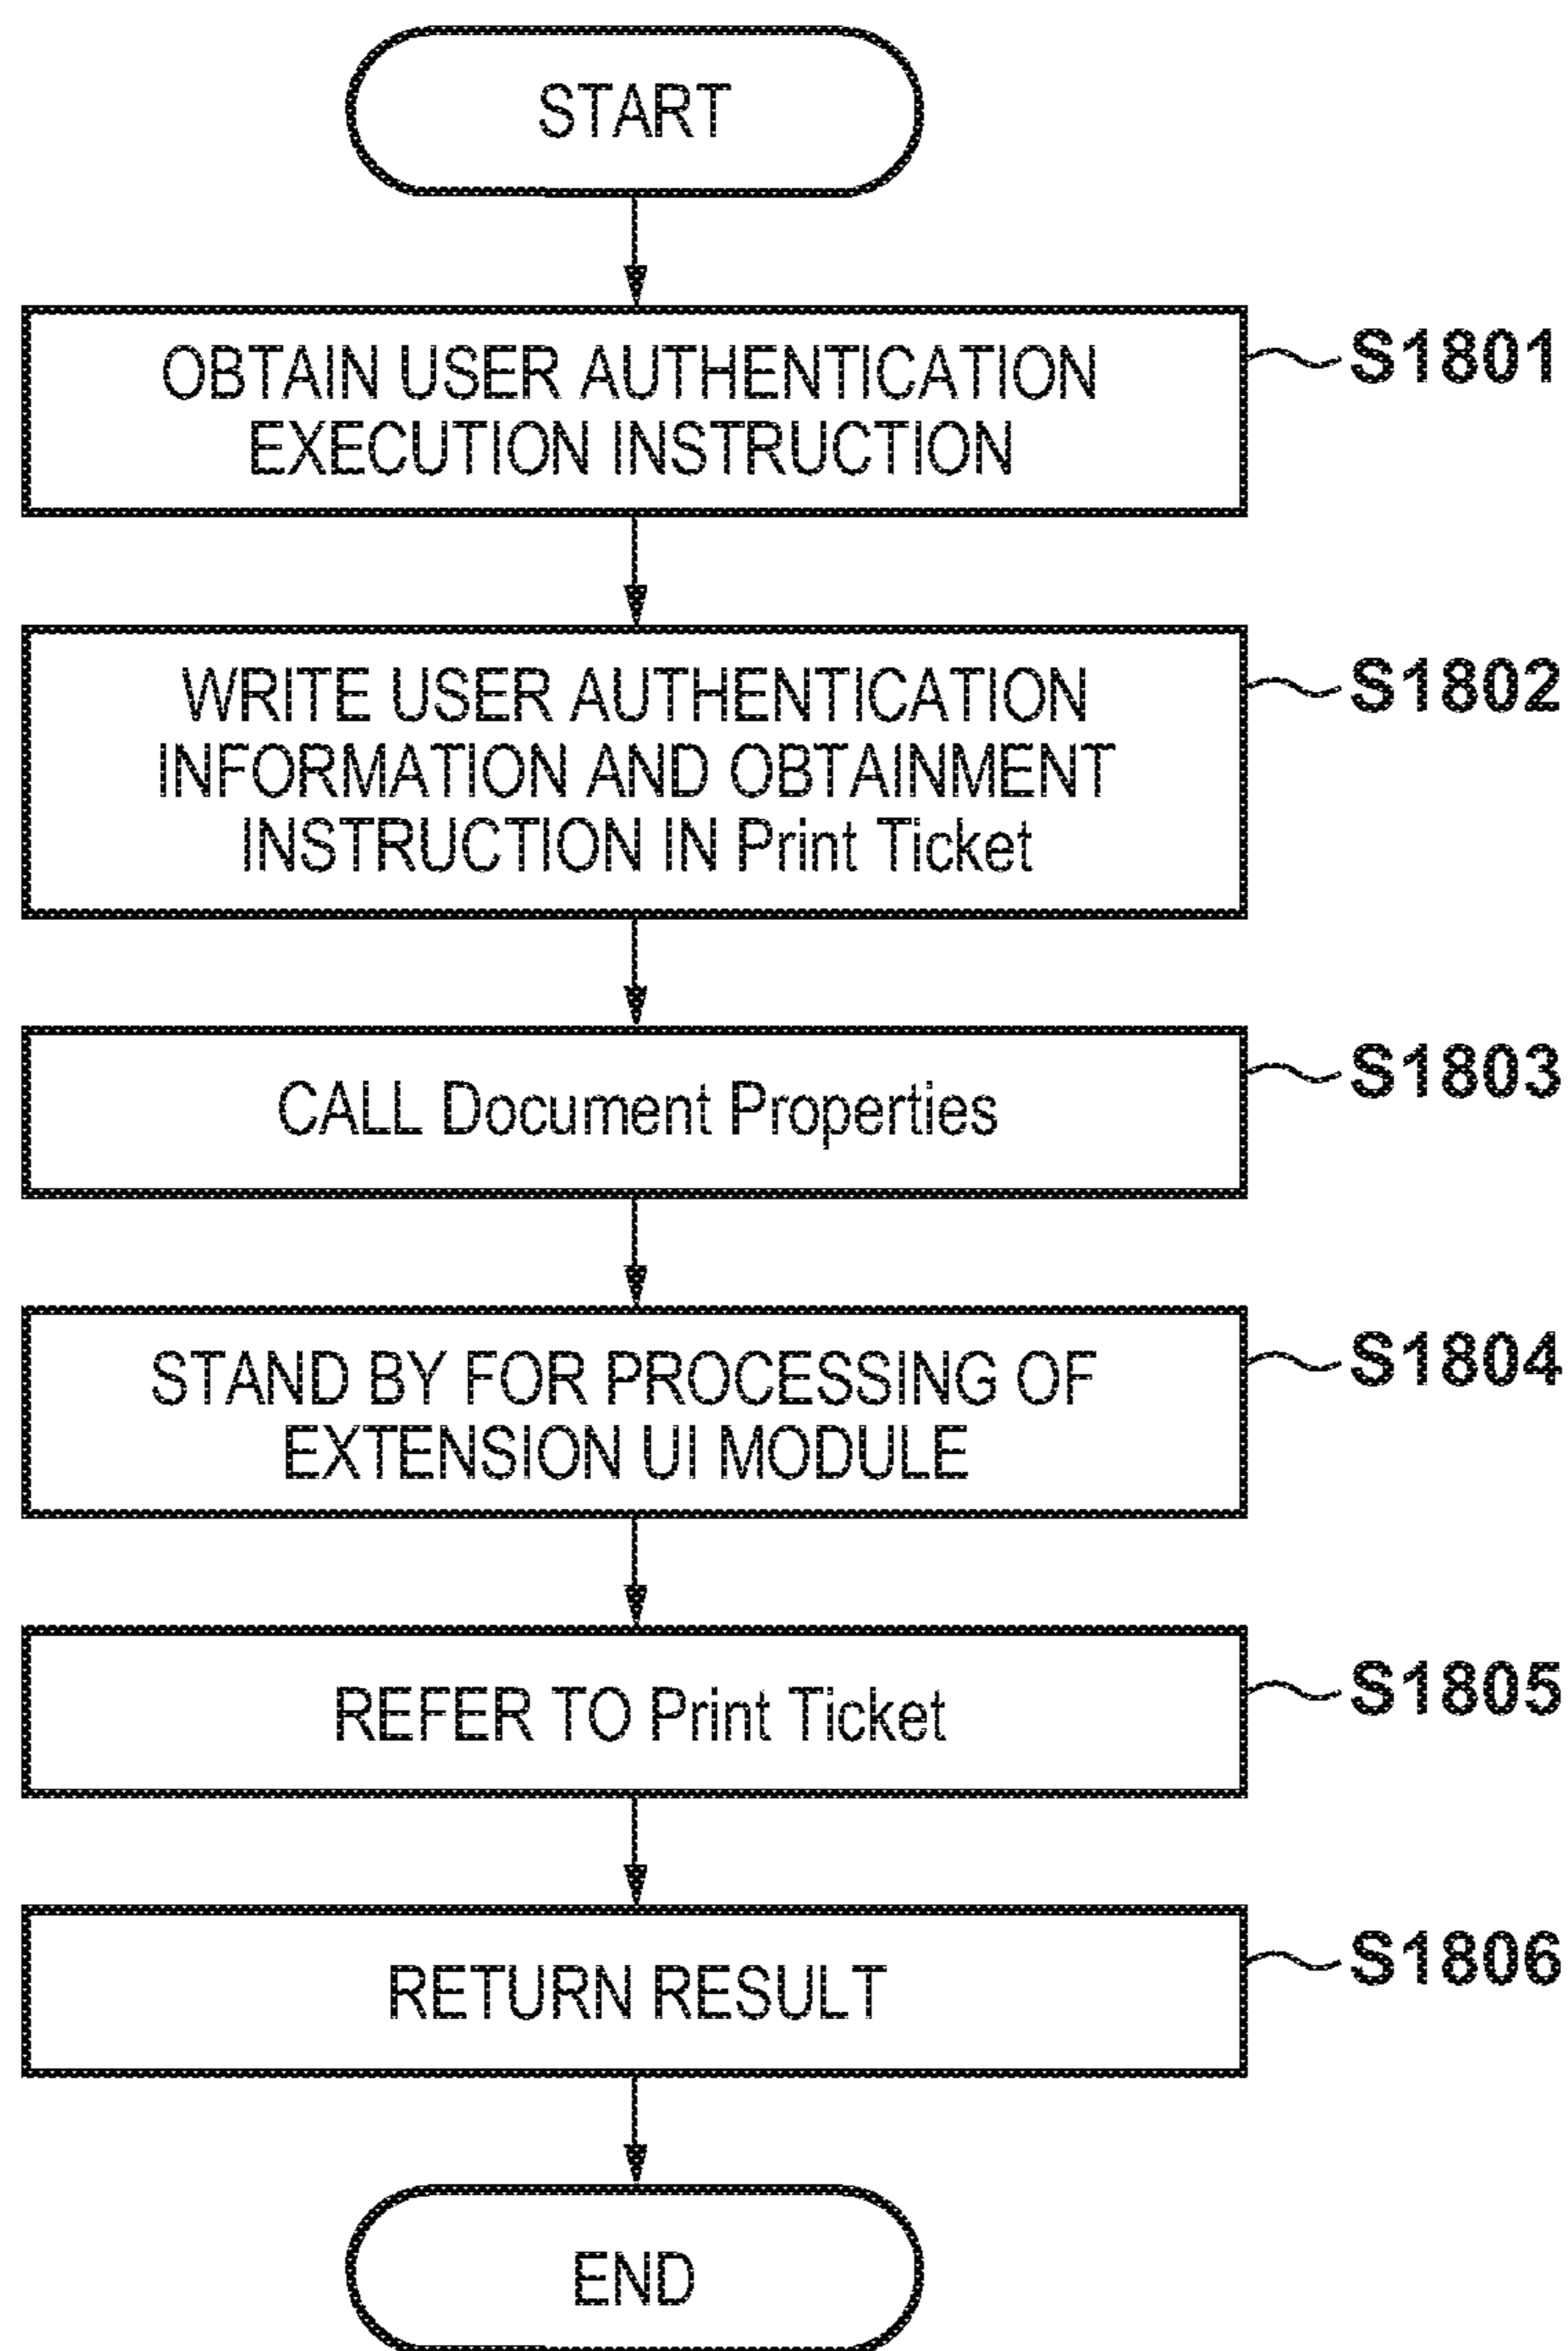 START
OBTAIN USER AUTHENTICATION
EXECUTION INSTRUCTION
S1801
WRITE USER AUTHENTICATION
INFORMATION AND OBTAINMENT
INSTRUCTION IN Print Ticket
S1802
CALL Document Properties
S1803
STAND BY FOR PROCESSING OF
EXTENSION UI MODULE
S1804
REFER TO Print Ticket
S1805
RETURN RESULT
S1806
END